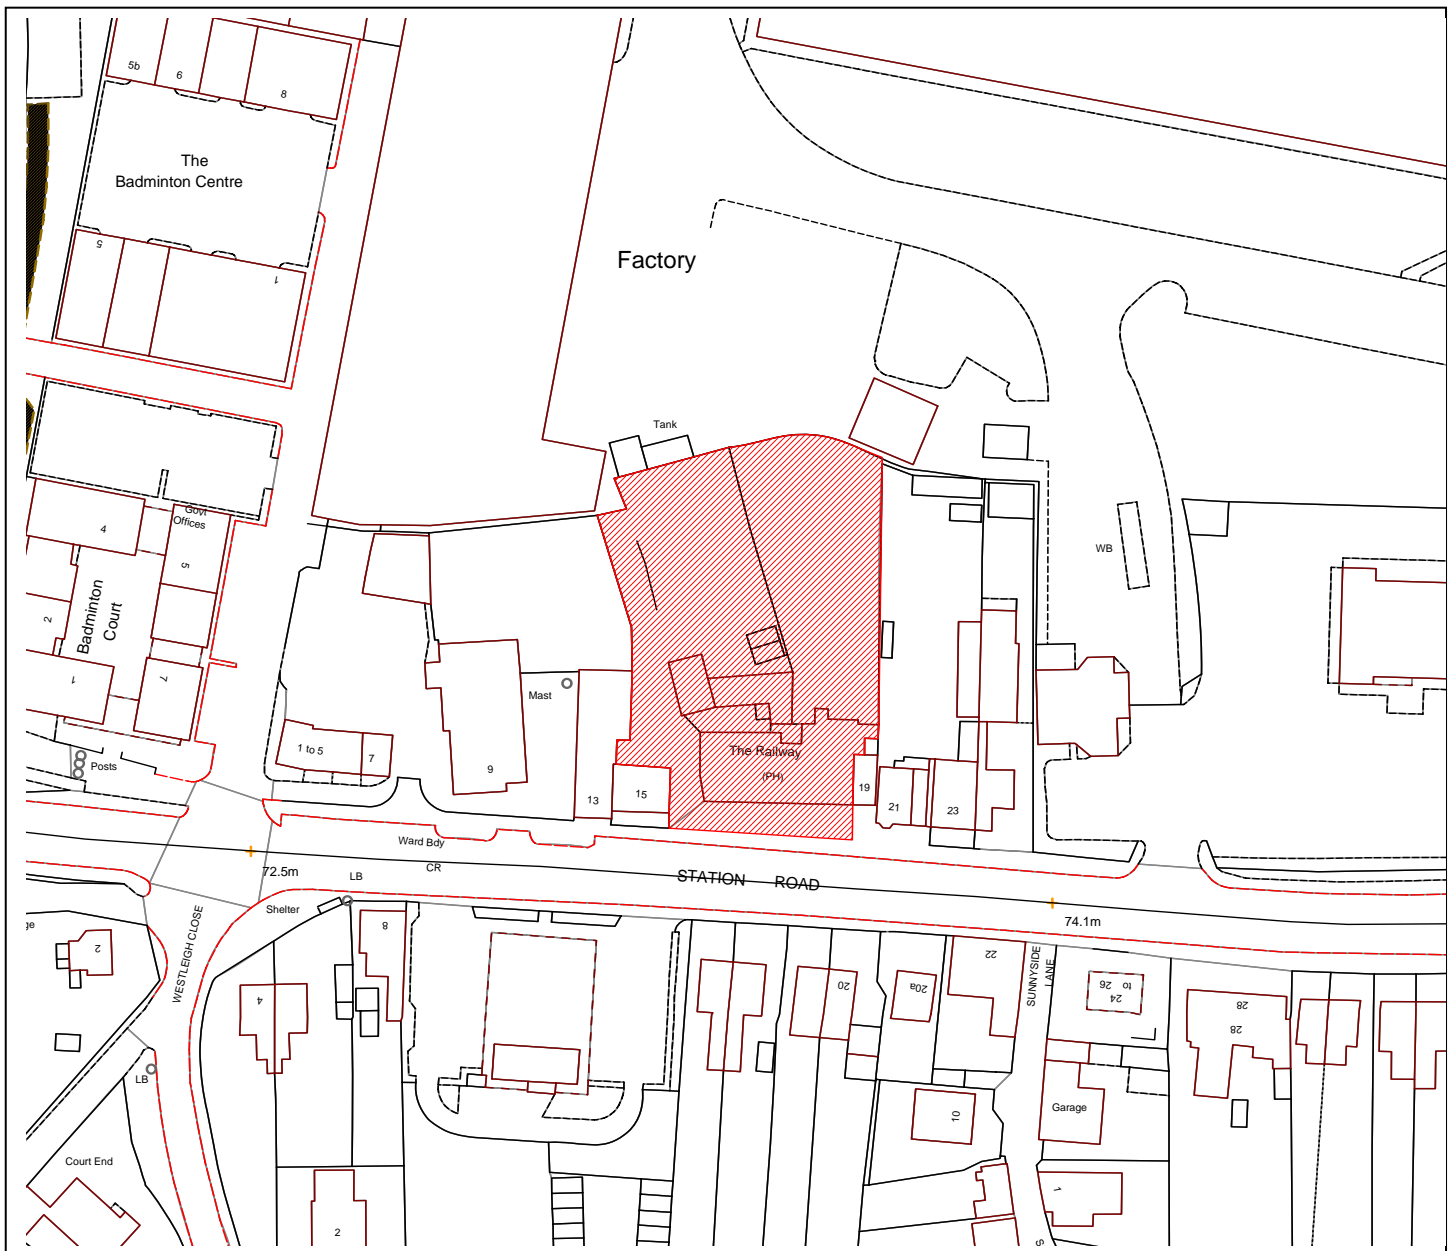 5b
6
8
The
Badminton Centre
5
1
Factory
Tank
Govt
Offices
4
5
2
Badminton
Court
1
7
WB
Mast
1 to 5
7
9
13
15
The Railway
(PH)
19
21
23
Posts
Ward Bdy
CR
72.5m
LB
STATION ROAD
74.1m
Shelter
WESTLEIGH CLOSE
2
8
4
20
20a
22
SUNNYSIDE
LANE
24
to
26
28
28
LB
10
Garage
Court End
2
1